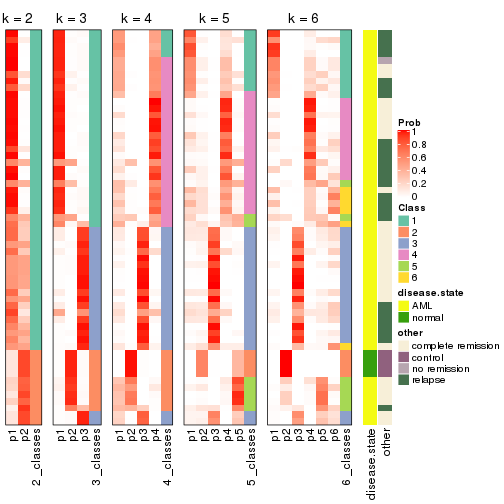 k = 2
k = 3
k = 4
k = 5
k = 6
p1
p2
2_classes
p1
p2
p3
3_classes
p1
p2
p3
p4
4_classes
p1
p2
p3
p4
p5
5_classes
p1
p2
p3
p4
p5
p6
6_classes
disease.state
other
Prob
1
0.8
0.6
0.4
0.2
0
Class
1
2
3
4
5
6
disease.state
AML
normal
other
complete remission
control
no remission
relapse